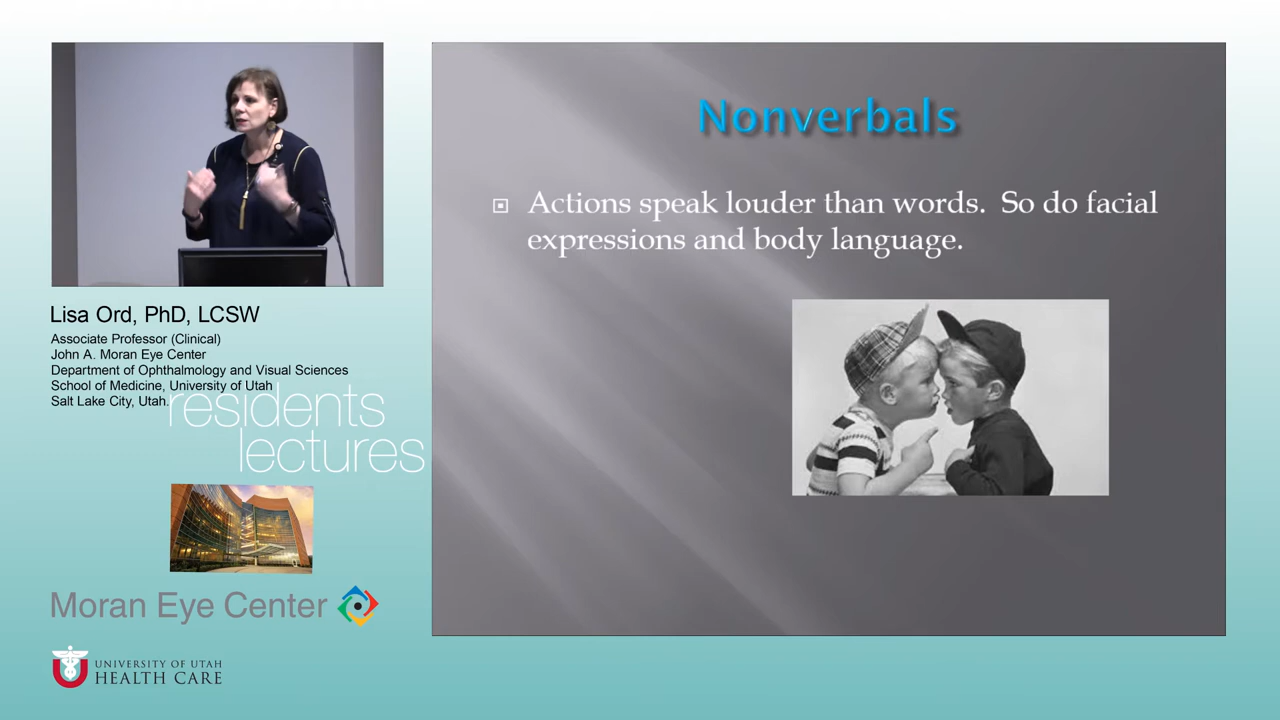 Lisa Ord, PhD, LCSW
Associate Professor (Clinical)
John A. Moran Eye Center
Department of Ophthalmology and Visual Sciences
School of Medicine, University of Utah
Salt Lake City, Utah.
residents
lectures
Moran Eye Center
UNIVERSITY OF UTAH
HEALTH CARE
Nonverbals
Actions speak louder than words.  So do facial
expressions and body language.